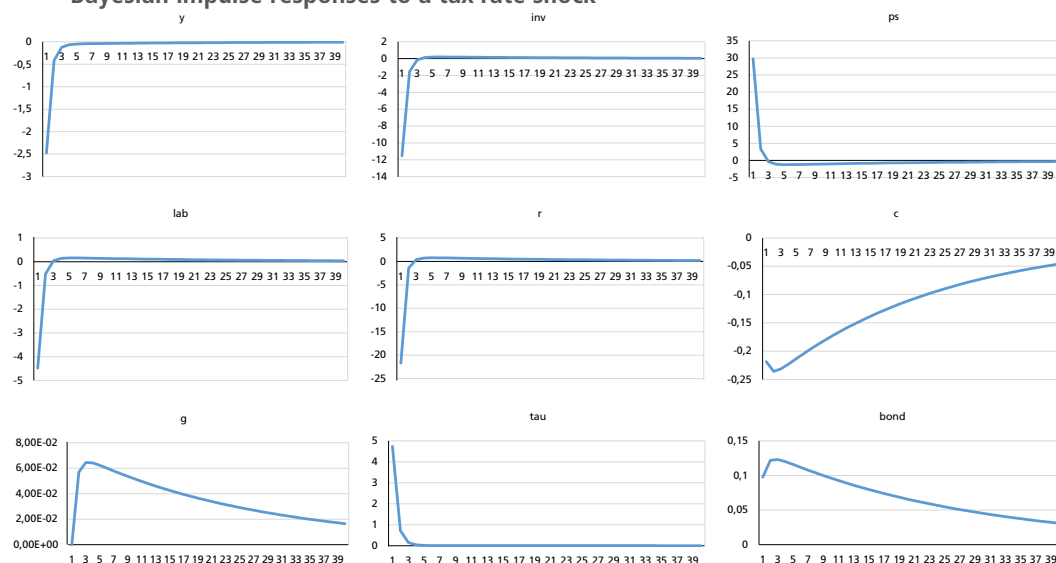 Bayesian impulse responses to a tax rate shock
y
0
-0,5
-1
-1,5
-2
-2,5
-3
1 3 5 7 9 11 13 15 17 19 21 23 25 27 29 31 33 35 37 39
inv
2
0
-2
-4
-6
-8
-10
-12
-14
1 3 5 7 9 11 13 15 17 19 21 23 25 27 29 31 33 35 37 39
ps
35
30
25
20
15
10
5
0
-5
1 3 5 7 9 11 13 15 17 19 21 23 25 27 29 31 33 35 37 39
lab
1
0
-1
-2
-3
-4
-5
1 3 5 7 9 11 13 15 17 19 21 23 25 27 29 31 33 35 37 39
r
5
0
-5
-10
-15
-20
-25
1 3 5 7 9 11 13 15 17 19 21 23 25 27 29 31 33 35 37 39
c
0
-0,05
-0,1
-0,15
-0,2
-0,25
1 3 5 7 9 11 13 15 17 19 21 23 25 27 29 31 33 35 37 39
g
8,00E-02
6,00E-02
4,00E-02
2,00E-02
0,00E+00
1 3 5 7 9 11 13 15 17 19 21 23 25 27 29 31 33 35 37 39
tau
5
4
3
2
1
0
1 3 5 7 9 11 13 15 17 19 21 23 25 27 29 31 33 35 37 39
bond
0,15
0,1
0,05
0
1 3 5 7 9 11 13 15 17 19 21 23 25 27 29 31 33 35 37 39